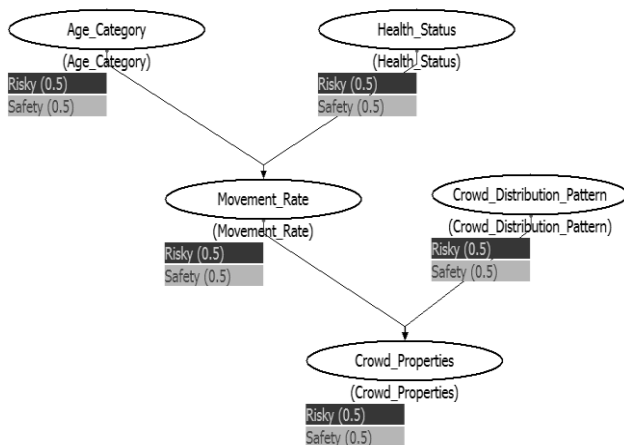 Age_Category
(Age_Category)
Risky (0.5)
Safety (0.5)
Health_Status
(Health_Status)
Risky (0.5)
Safety (0.5)
Movement_Rate
(Movement_Rate)
Risky (0.5)
Safety (0.5)
Crowd_Distribution_Pattern
(Crowd_Distribution_Pattern)
Risky (0.5)
Safety (0.5)
Crowd_Properties
(Crowd_Properties)
Risky (0.5)
Safety (0.5)